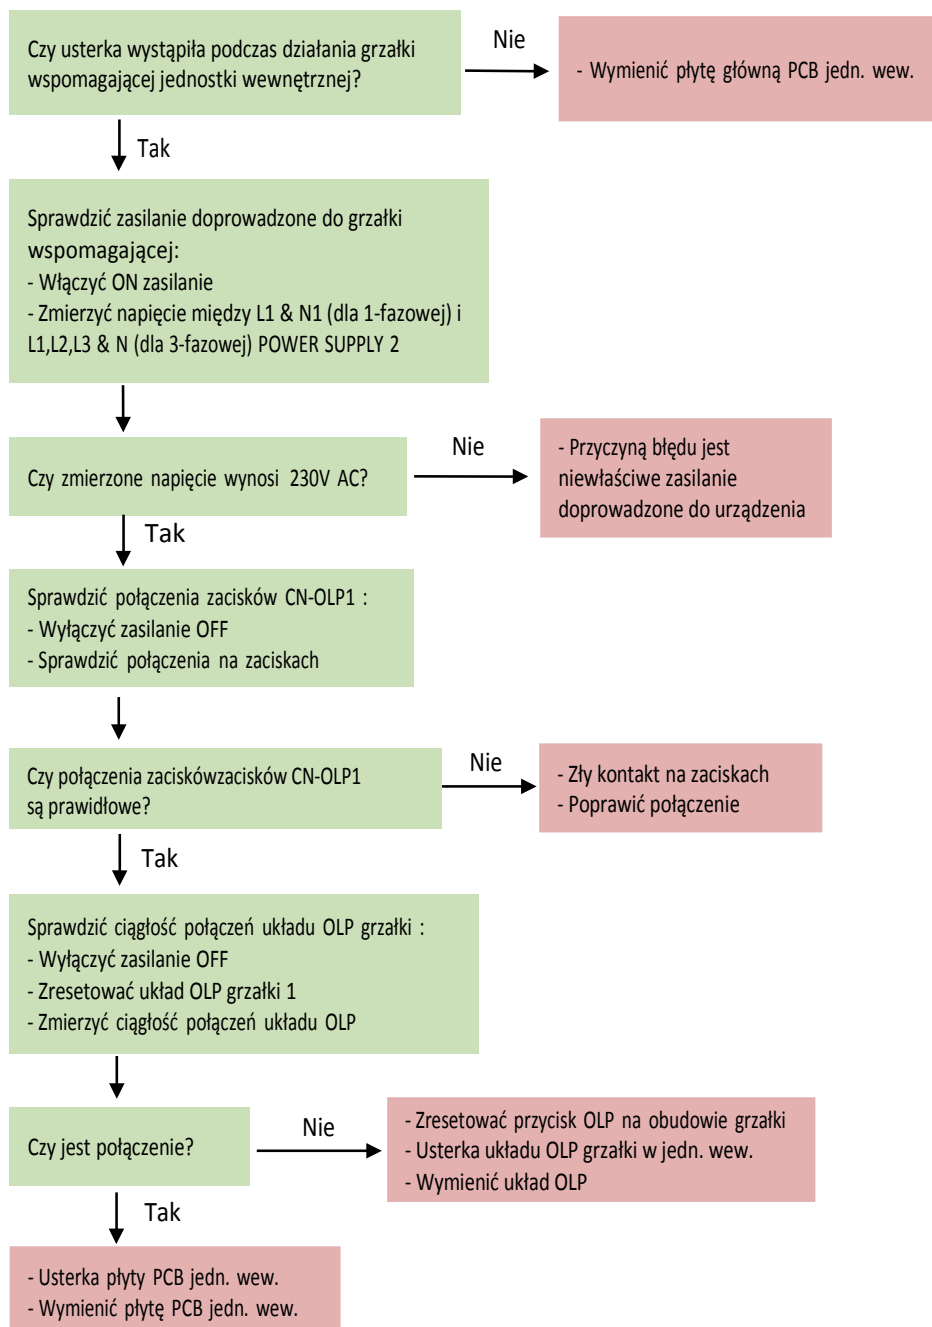 Czy usterka wystąpiła podczas działania grzałki
wspomagającej jednostki wewnętrznej?
Nie
- Wymienić płytę główną PCB jedn. wew.
Tak
Sprawdzić zasilanie doprowadzone do grzałki
wspomagającej:
- Włączyć ON zasilanie
- Zmierzyć napięcie między L1 & N1 (dla 1-fazowej) i
L1,L2,L3 & N (dla 3-fazowej) POWER SUPPLY 2
Czy zmierzone napięcie wynosi 230V AC?
Nie
- Przyczyną błędu jest
niewłaściwe zasilanie
doprowadzone do urządzenia
Tak
Sprawdzić połączenia zacisków CN-OLP1 :
- Wyłączyć zasilanie OFF
- Sprawdzić połączenia na zaciskach
Czy połączenia zaciskówzacisków CN-OLP1
są prawidłowe?
Nie
- Zły kontakt na zaciskach
- Poprawić połączenie
Tak
Sprawdzić ciągłość połączeń układu OLP grzałki :
- Wyłączyć zasilanie OFF
- Zresetować układ OLP grzałki 1
- Zmierzyć ciągłość połączeń układu OLP
Czy jest połączenie?
Nie
- Zresetować przycisk OLP na obudowie grzałki
- Usterka układu OLP grzałki w jedn. wew.
- Wymienić układ OLP
Tak
- Usterka płyty PCB jedn. wew.
- Wymienić płytę PCB jedn. wew.